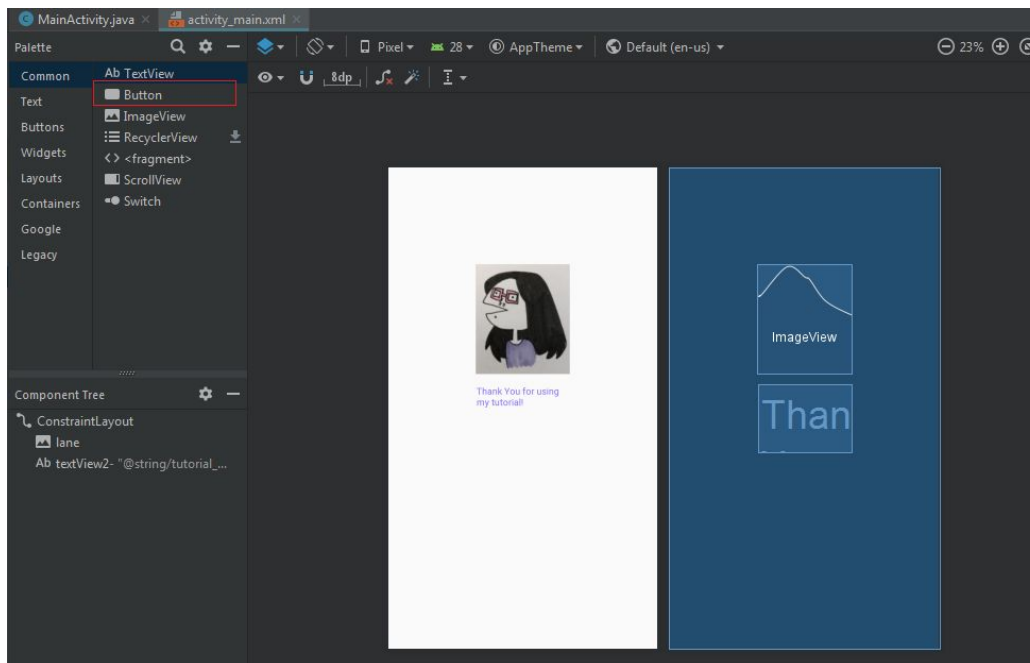 MainActivity.java
activity_main.xml
Palette
Pixel
28
AppTheme
Default (en-us)
23%
8dp
Common
Text
Buttons
Widgets
Layouts
Containers
Google
Legacy
Ab TextView
Button
ImageView
RecyclerView
<fragment>
ScrollView
Switch
Component Tree
ConstraintLayout
lane
Ab textView2- "@string/tutorial_...
Thank You for using
my tutorial!
ImageView
Than